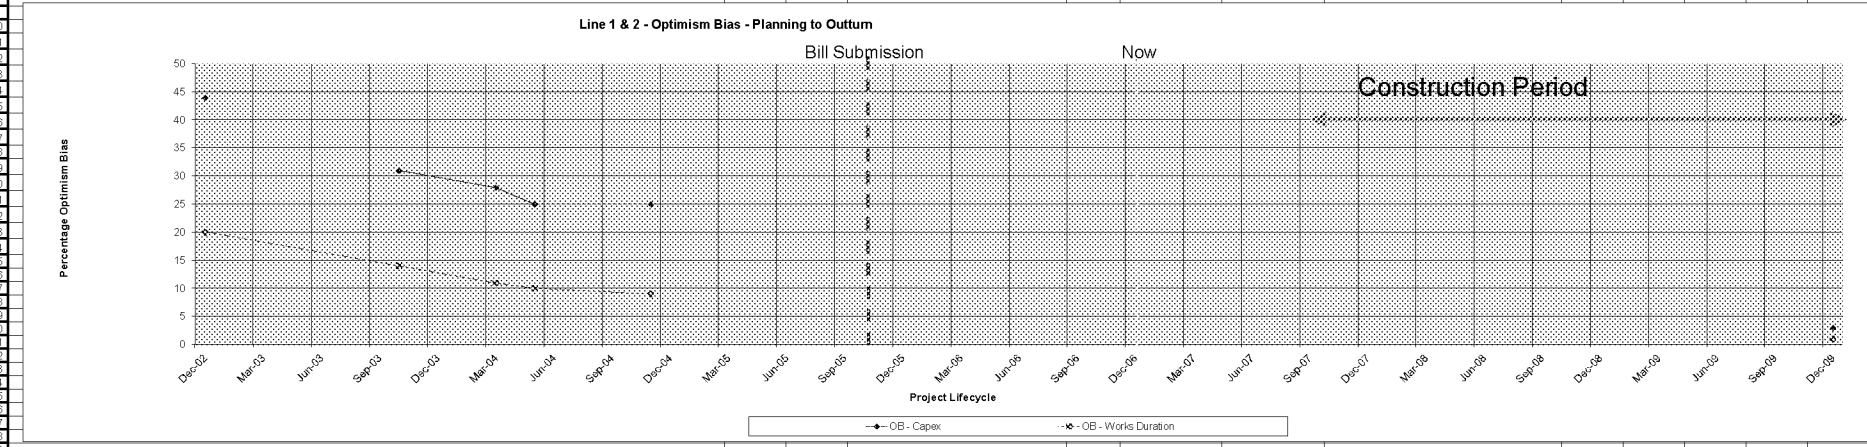 Line 1 & 2 - Optimism Bias - Planning to Outturn
Bill Submission
Now
Construction Period
Percentage Optimism Bias
50
45
40
35
30
25
20
15
10
5
0
Dec-02
Mar-03
Jun-03
Sep-03
Dec-03
Mar-04
Jun-04
Sep-04
Dec-04
Mar-05
Jun-05
Sep-05
Dec-05
Mar-06
Jun-06
Sep-06
Dec-06
Mar-07
Jun-07
Sep-07
Dec-07
Mar-08
Jun-08
Sep-08
Dec-08
Mar-09
Jun-09
Sep-09
Dec-09
Project Lifecycle
OB - Capex
OB - Works Duration